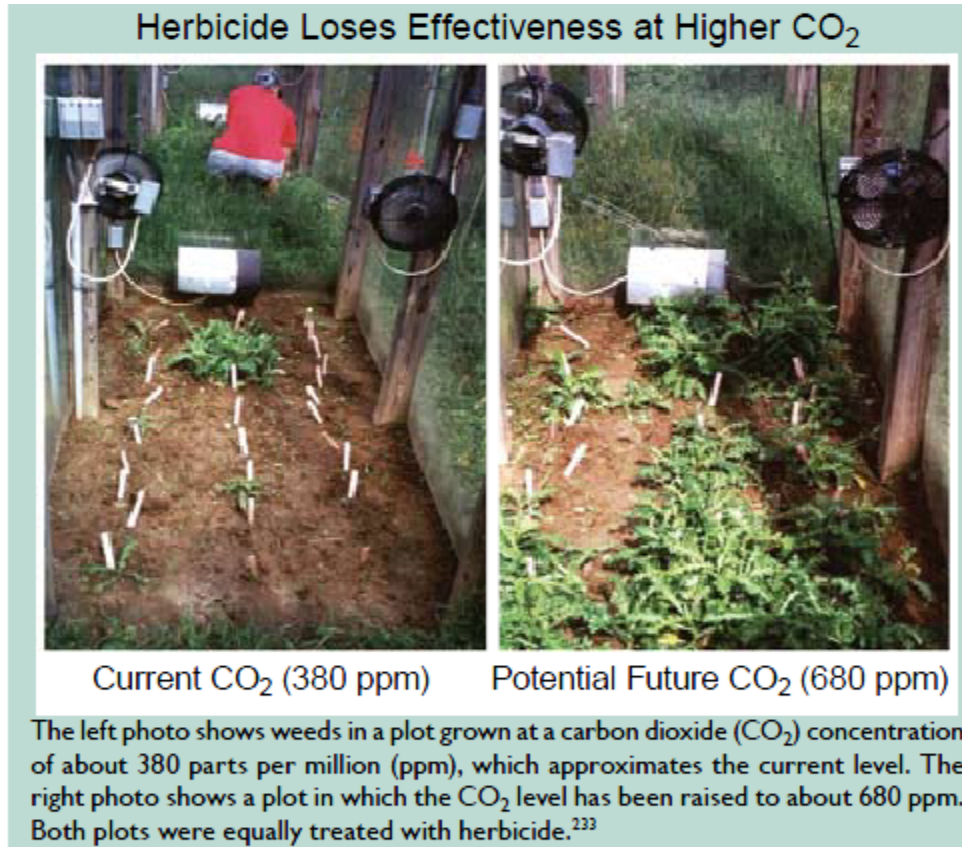 Herbicide Loses Effectiveness at Higher CO₂
Current CO₂ (380 ppm)
Potential Future CO₂ (680 ppm)
The left photo shows weeds in a plot grown at a carbon dioxide (CO₂) concentration
of about 380 parts per million (ppm), which approximates the current level. The
right photo shows a plot in which the CO₂ level has been raised to about 680 ppm.
Both plots were equally treated with herbicide.²³³